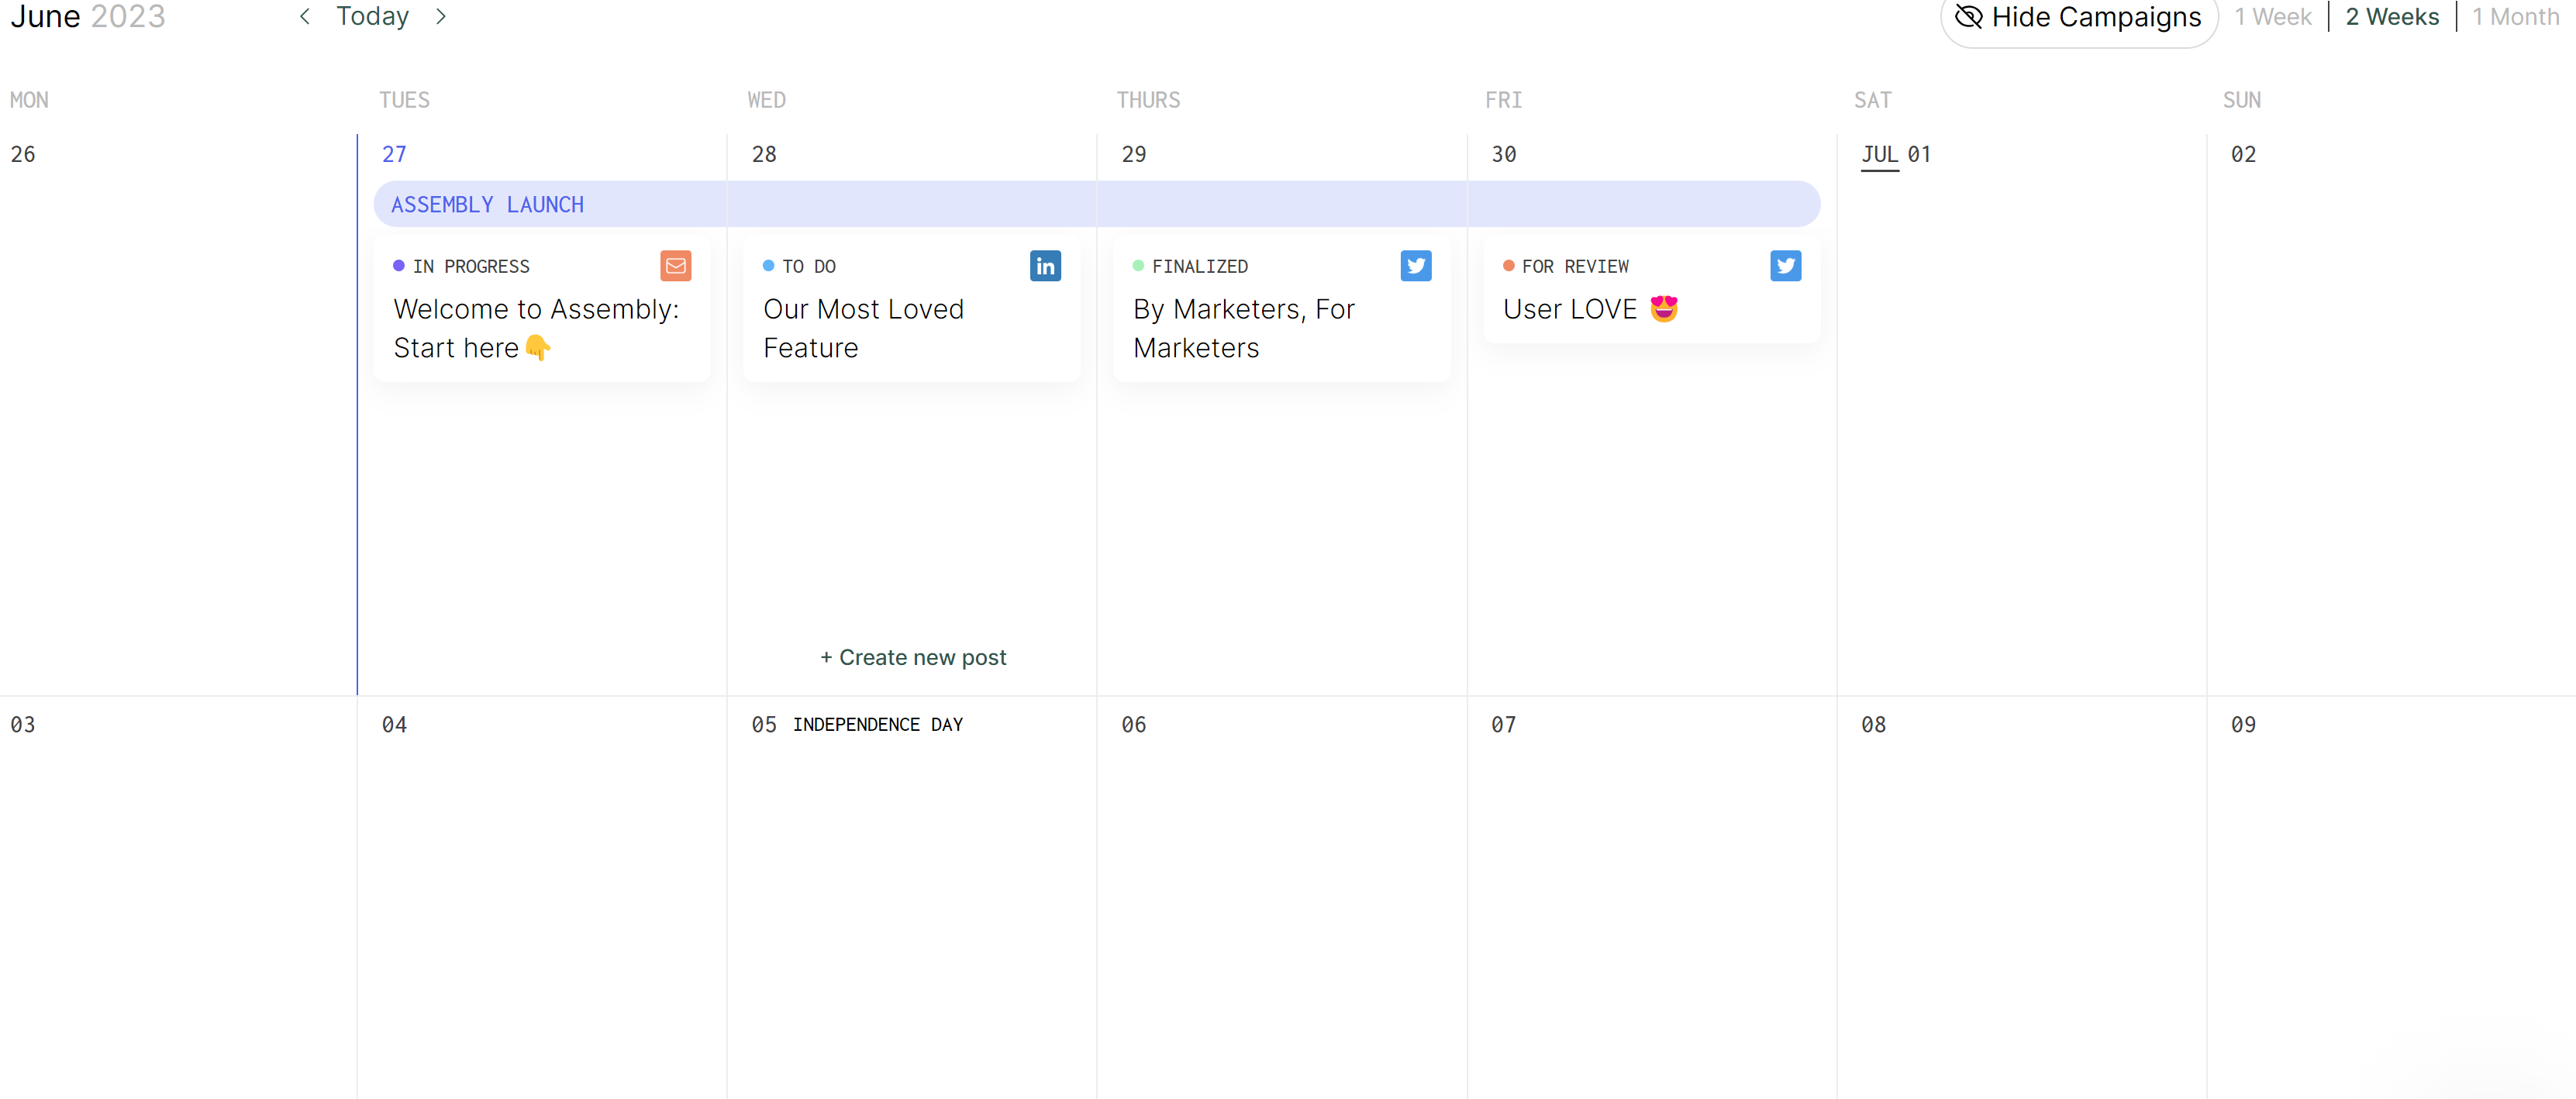 June 2023
Today
Hide Campaigns
1 Week
2 Weeks
1 Month
MON
TUES
WED
THURS
FRI
SAT
SUN
26
27
28
29
30
JUL 01
02
ASSEMBLY LAUNCH
IN PROGRESS
Welcome to Assembly:
Start here👇
TO DO
in
Our Most Loved
Feature
FINALIZED
By Marketers, For
Marketers
FOR REVIEW
User LOVE 😍
+ Create new post
03
04
05 INDEPENDENCE DAY
06
07
08
09